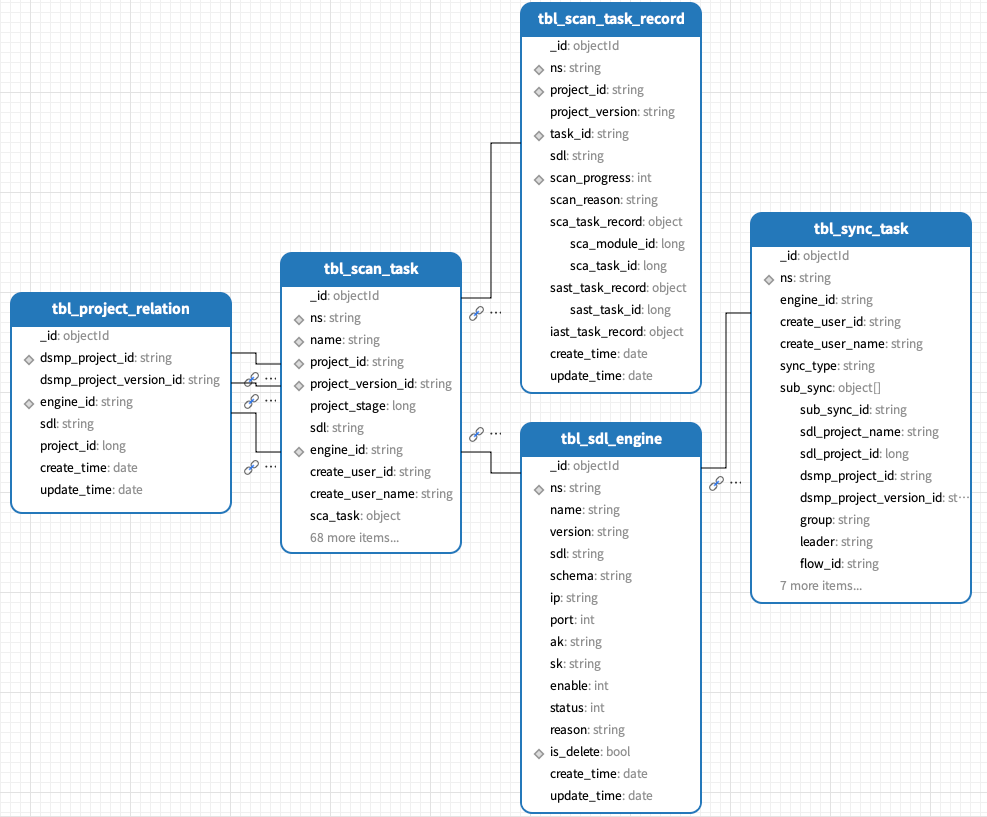 tbl_scan_task_record
_id: objectId
ns: string
project_id: string
project_version: string
task_id: string
sdl: string
scan_progress: int
scan_reason: string
sca_task_record: object
sca_module_id: long
sca_task_id: long
sast_task_record: object
sast_task_id: long
iast_task_record: object
create_time: date
update_time: date
tbl_sync_task
_id: objectId
ns: string
engine_id: string
create_user_id: string
create_user_name: string
sync_type: string
sub_sync: object[]
sub_sync_id: string
sdl_project_name: string
sdl_project_id: long
dsmp_project_id: string
dsmp_project_version_id: st...
group: string
leader: string
flow_id: string
7 more items...
tbl_scan_task
_id: objectId
ns: string
name: string
project_id: string
project_version_id: string
project_stage: long
sdl: string
engine_id: string
create_user_id: string
create_user_name: string
sca_task: object
68 more items...
tbl_project_relation
_id: objectId
dsmp_project_id: string
dsmp_project_version_id: string
engine_id: string
sdl: string
project_id: long
create_time: date
update_time: date
tbl_sdl_engine
_id: objectId
ns: string
name: string
version: string
sdl: string
schema: string
ip: string
port: int
ak: string
sk: string
enable: int
status: int
reason: string
is_delete: bool
create_time: date
update_time: date